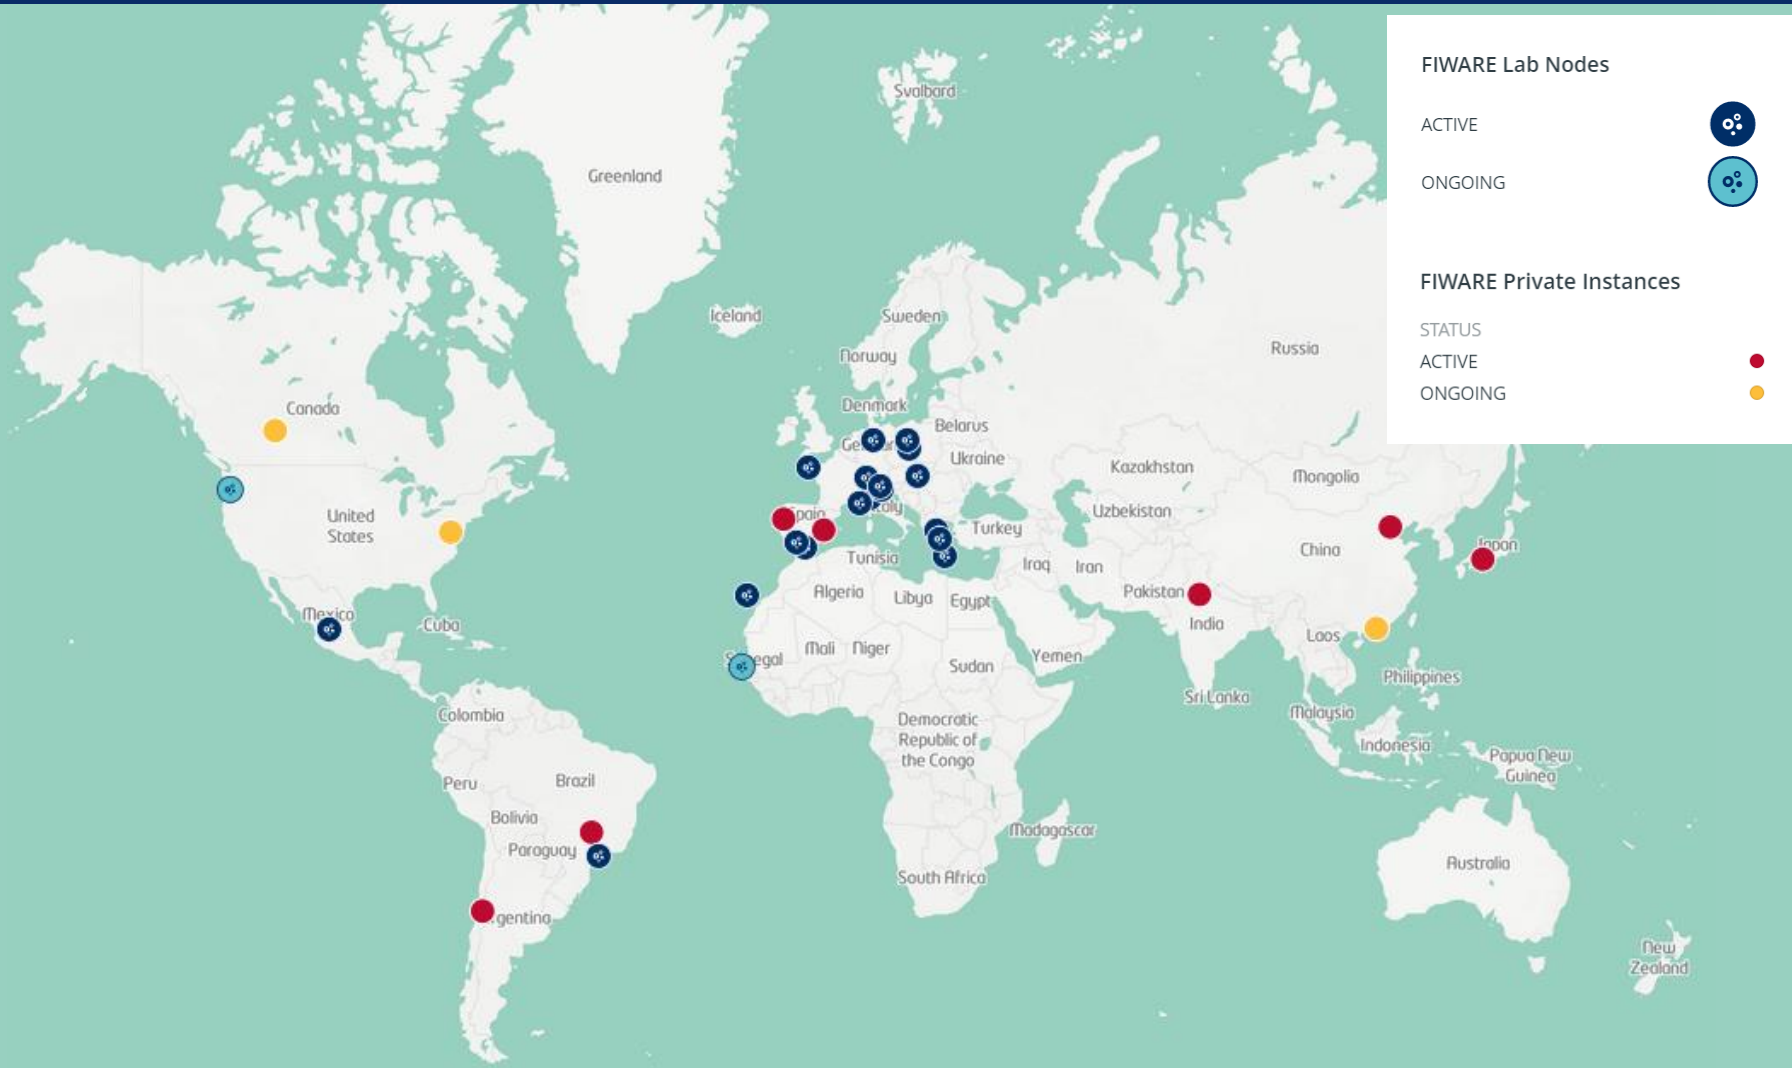 FIWARE Lab Nodes
ACTIVE
ONGOING
FIWARE Private Instances
STATUS
ACTIVE
ONGOING
Svalbard
Greenland
Iceland
Sweden
Norway
Russia
Canada
Denmark
Belarus
Ukraine
Kazakhstan
Mongolia
United
States
Uzbekistan
Turkey
Japan
China
Tunisia
Iraq
Iran
Algeria
Libya
Egypt
Pakistan
Mexico
Cuba
India
Laos
Mali
Niger
Yemen
Sudan
Philippines
Sri Lanka
Colombia
Malaysia
Democratic
Republic of
the Congo
Indonesia
Papua New
Guinea
Peru
Brazil
Bolivia
Madagascar
Paraguay
Australia
South Africa
gentina
New
Zealand